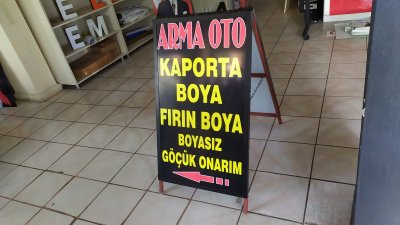 ARMA OTO
KAPORTA
BOYA
FIRIN BOYA
BOYASIZ
GÖÇÜK ONARIM